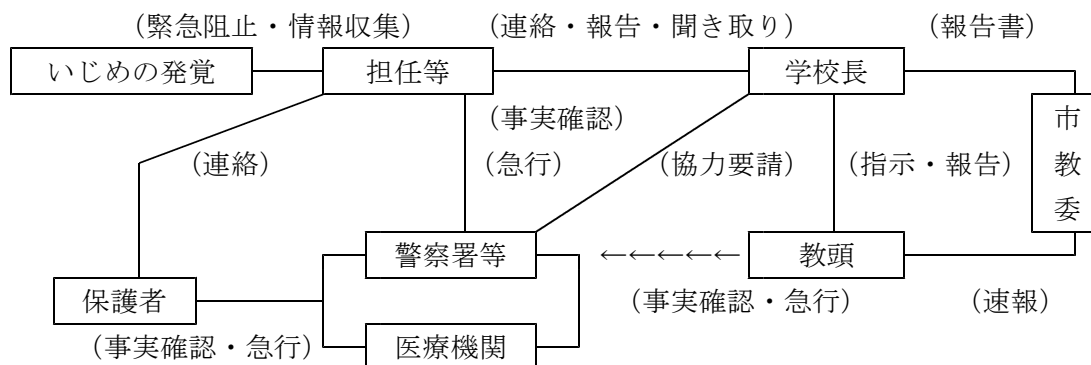 （緊急阻止・情報収集） （連絡・報告・聞き取り） （報告書）
いじめの発覚 担任等 学校長
（事実確認） 市教委
（連絡） （急行） （協力要請） （指示・報告）
警察署等 ←←←←← 教頭
保護者 （事実確認・急行） （速報）
（事実確認・急行） 医療機関